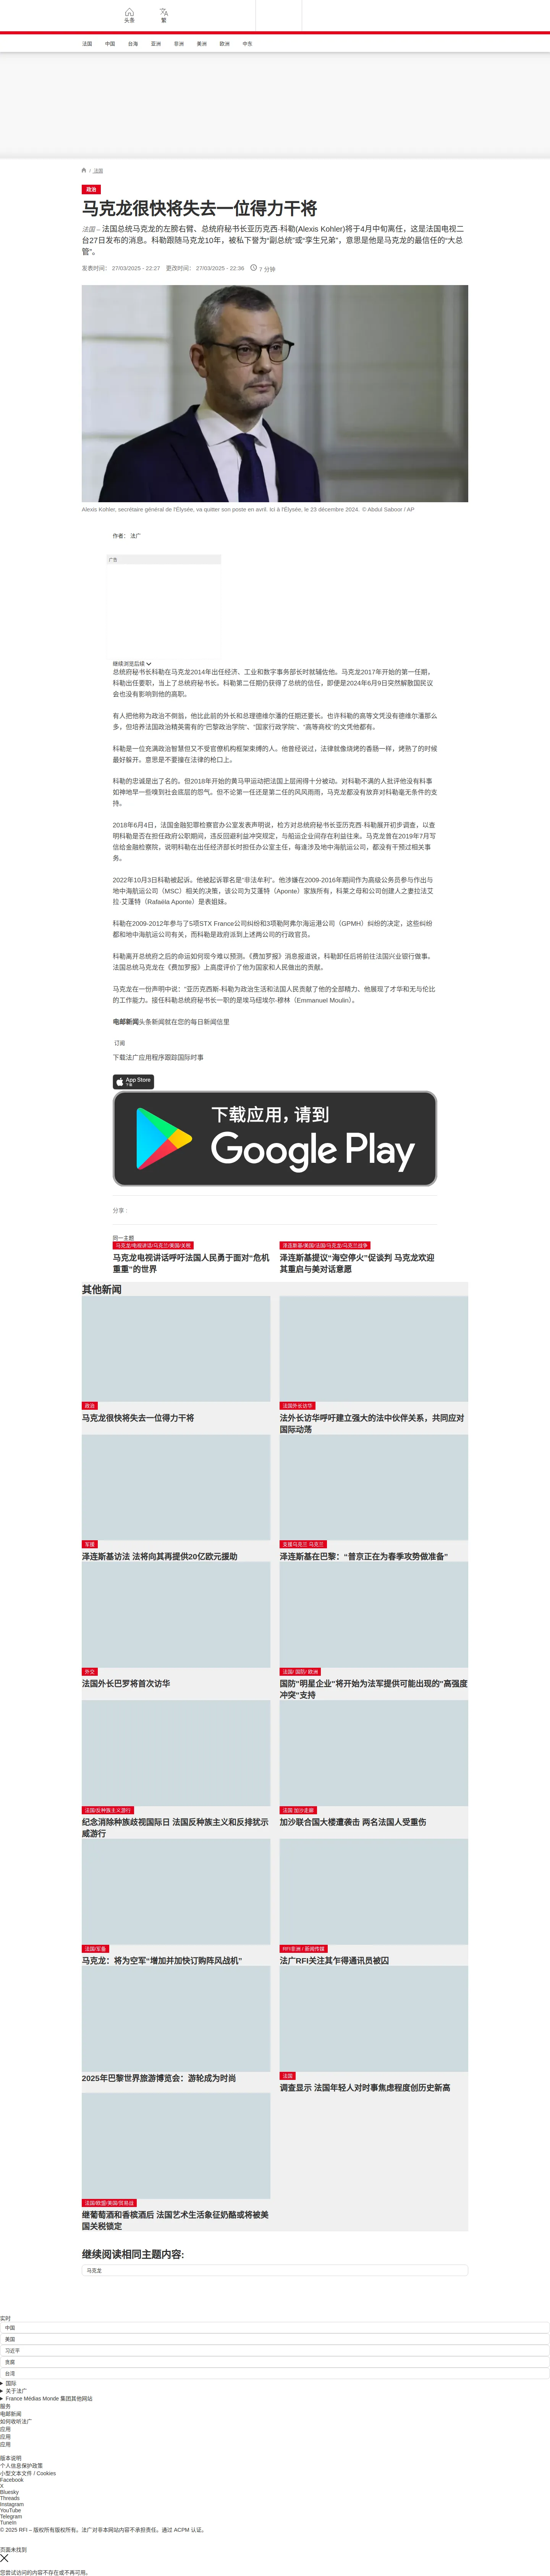 头条
繁
法国 中国 台海 亚洲 非洲 美洲 欧洲 中东
/ 法国
政治
马克龙很快将失去一位得力干将
法国 – 法国总统马克龙的左膀右臂、总统府秘书长亚历克西·科勒(Alexis Kohler)将于4月中旬离任，这是法国电视二
台27日发布的消息。科勒跟随马克龙10年，被私下誉为“副总统”或“孪生兄弟”，意思是他是马克龙的最信任的“大总
管”。
发表时间： 27/03/2025 - 22:27 更改时间： 27/03/2025 - 22:36 7 分钟
Alexis Kohler, secrétaire général de l'Élysée, va quitter son poste en avril. Ici à l'Élysée, le 23 décembre 2024. © Abdul Saboor / AP
作者： 法广
广告
继续浏览后续
总统府秘书长科勒在马克龙2014年出任经济、工业和数字事务部长时就辅佐他。马克龙2017年开始的第一任期，
科勒出任要职，当上了总统府秘书长。科勒第二任期仍获得了总统的信任，即便是2024年6月9日突然解散国民议
会也没有影响到他的高职。
有人把他称为政治不倒翁，他比此前的外长和总理德维尔潘的任期还要长。也许科勒的高等文凭没有德维尔潘那么
多，但培养法国政治精英需有的“巴黎政治学院”、“国家行政学院”、“高等商校”的文凭他都有。
科勒是一位充满政治智慧但又不受官僚机构框架束缚的人。他曾经说过，法律就像烧烤的香肠一样，烤熟了的时候
最好躲开。意思是不要撞在法律的枪口上。
科勒的忠诚是出了名的。但2018年开始的黄马甲运动把法国上层闹得十分被动。对科勒不满的人批评他没有料事
如神地早一些嗅到社会底层的怨气。但不论第一任还是第二任的风风雨雨，马克龙都没有放弃对科勒毫无条件的支
持。
2018年6月4日，法国金融犯罪检察官办公室发表声明说，检方对总统府秘书长亚历克西·科勒展开初步调查，以查
明科勒是否在担任政府公职期间，违反回避利益冲突规定，与船运企业间存在利益往来。马克龙曾在2019年7月写
信给金融检察院，说明科勒在出任经济部长时担任办公室主任，每逢涉及地中海航运公司，都没有干预过相关事
务。
2022年10月3日科勒被起诉。他被起诉罪名是“非法牟利”。他涉嫌在2009-2016年期间作为高级公务员参与作出与
地中海航运公司（MSC）相关的决策，该公司为艾蓬特（Aponte）家族所有，科莱之母和公司创建人之妻拉法艾
拉·艾蓬特（Rafaëla Aponte）是表姐妹。
科勒在2009-2012年参与了5项STX France公司纠纷和3项勒阿弗尔海运港公司（GPMH）纠纷的决定，这些纠纷
都和地中海航运公司有关，而科勒是政府派到上述两公司的行政官员。
科勒离开总统府之后的命运如何现今难以预测。《费加罗报》消息报道说，科勒卸任后将前往法国兴业银行做事。
法国总统马克龙在《费加罗报》上高度评价了他为国家和人民做出的贡献。
马克龙在一份声明中说：“亚历克西斯·科勒为政治生活和法国人民贡献了他的全部精力、他展现了才华和无与伦比
的工作能力。接任科勒总统府秘书长一职的是埃马纽埃尔·穆林（Emmanuel Moulin）。
电邮新闻头条新闻就在您的每日新闻信里
订阅
下载法广应用程序跟踪国际时事
App Store
下载
下载应用，请到
Google Play
分享 :
同一主题
马克龙/电视讲话/乌克兰/美国/关税
马克龙电视讲话呼吁法国人民勇于面对“危机
重重”的世界
泽连斯基/美国/法国/马克龙/乌克兰战争
泽连斯基提议“海空停火”促谈判 马克龙欢迎
其重启与美对话意愿
其他新闻
政治
马克龙很快将失去一位得力干将
法国外长访华
法外长访华呼吁建立强大的法中伙伴关系，共同应对
国际动荡
军援
泽连斯基访法 法将向其再提供20亿欧元援助
支援乌克兰 乌克兰
泽连斯基在巴黎：“普京正在为春季攻势做准备”
外交
法国外长巴罗将首次访华
法国/ 国防/ 欧洲
国防“明星企业”将开始为法军提供可能出现的“高强度
冲突”支持
法国/反种族主义游行
纪念消除种族歧视国际日 法国反种族主义和反排犹示
威游行
法国 加沙走廊
加沙联合国大楼遭袭击 两名法国人受重伤
法国/军备
马克龙：将为空军“增加并加快订购阵风战机”
RFI非洲 / 新闻传媒
法广RFI关注其乍得通讯员被囚
2025年巴黎世界旅游博览会：游轮成为时尚
法国
调查显示 法国年轻人对时事焦虑程度创历史新高
法国/欧盟/美国/贸易战
继葡萄酒和香槟酒后 法国艺术生活象征奶酪或将被美
国关税锁定
继续阅读相同主题内容:
马克龙
实时
中国
美国
习近平
贪腐
台湾
国际
关于法广
France Médias Monde 集团其他网站
服务
电邮新闻
如何收听法广
应用
应用
应用
版本说明
个人信息保护政策
小型文本文件 / Cookies
Facebook
X
Bluesky
Threads
Instagram
YouTube
Telegram
TuneIn
© 2025 RFI – 版权所有版权所有。法广对非本网站内容不承担责任。通过 ACPM 认证。
页面未找到
您尝试访问的内容不存在或不再可用。